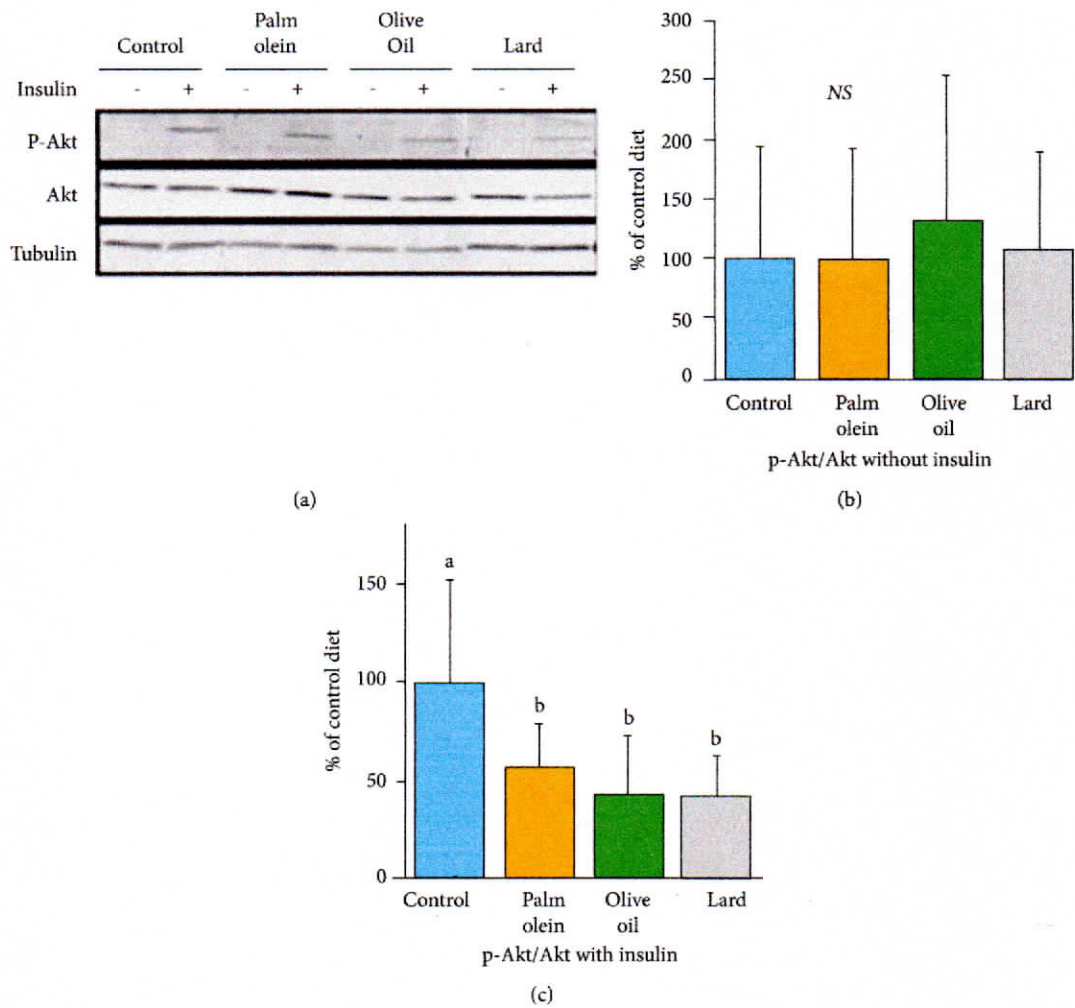 Control
Palm
olein
Olive
Oil
Lard
Insulin - + - + - + - +
P-Akt
Akt
Tubulin
(a)
% of control diet
300
250
200
150
100
50
0
NS
Control
Palm
olein
Olive
oil
Lard
p-Akt/Akt without insulin
(b)
% of control diet
150
100
50
0
a
b
b
b
Control
Palm
olein
Olive
oil
Lard
p-Akt/Akt with insulin
(c)